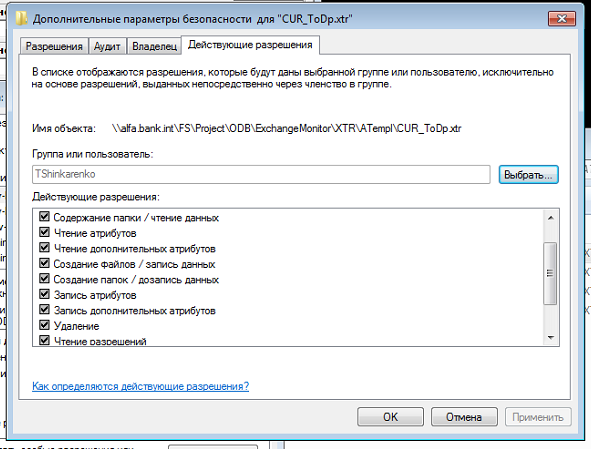 Дополнительные параметры безопасности для "CUR_ToDp.xtr"
Разрешения Аудит Владелец Действующие разрешения
В списке отображаются разрешения, которые будут даны выбранной группе или пользователю, исключительно
на основе разрешений, выданных непосредственно через членство в группе.
Имя объекта: \\alfa.bank.int\FS\Project\ODB\ExchangeMonitor\XTR\ATempl\CUR_ToDp.xtr
Группа или пользователь:
TShinkarenko Выбрать...
Действующие разрешения:
Содержание папки / чтение данных
Чтение атрибутов
Чтение дополнительных атрибутов
Создание файлов / запись данных
Создание папок / дозапись данных
Запись атрибутов
Запись дополнительных атрибутов
Удаление
Чтение разрешений
Как определяются действующие разрешения?
ОК Отмена Применить